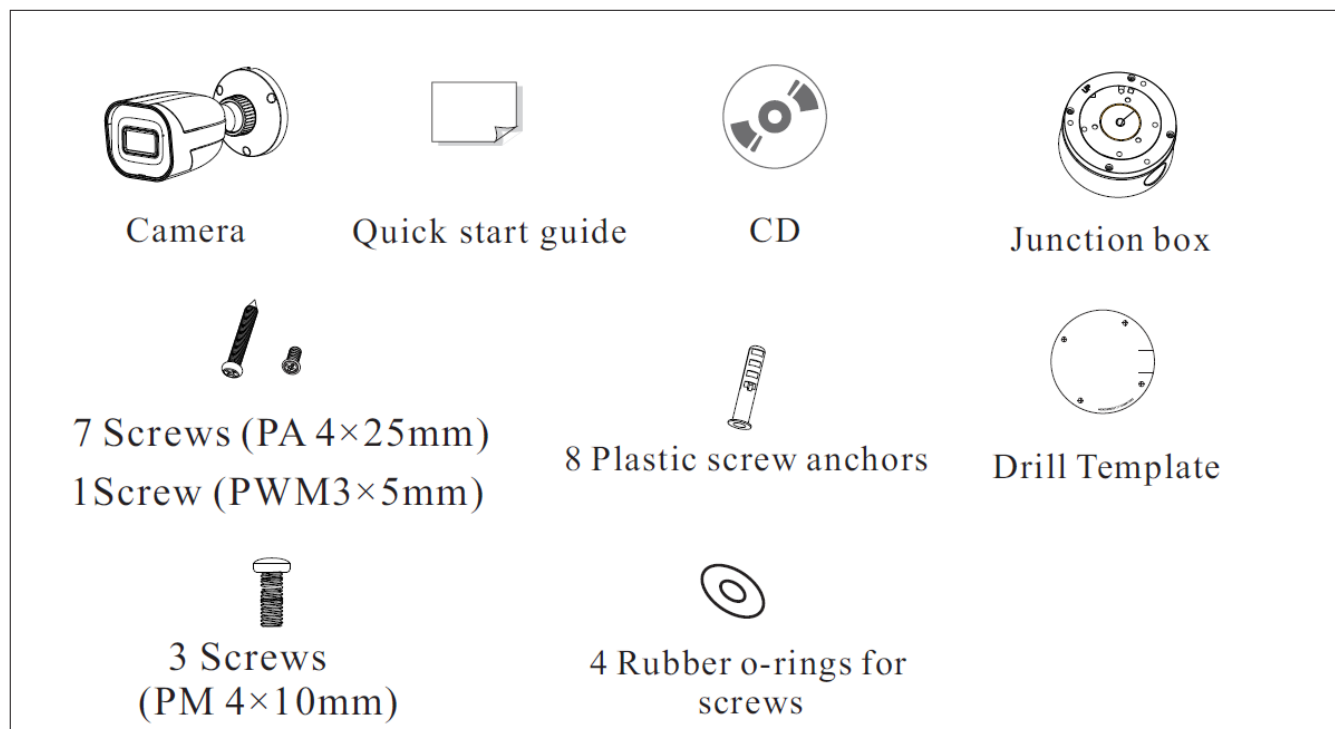 Camera
Quick start guide
CD
UP
Junction box
7 Screws (PA 4×25mm)
1Screw (PWM3×5mm)
8 Plastic screw anchors
Drill Template
3 Screws
(PM 4×10mm)
4 Rubber o-rings for
screws